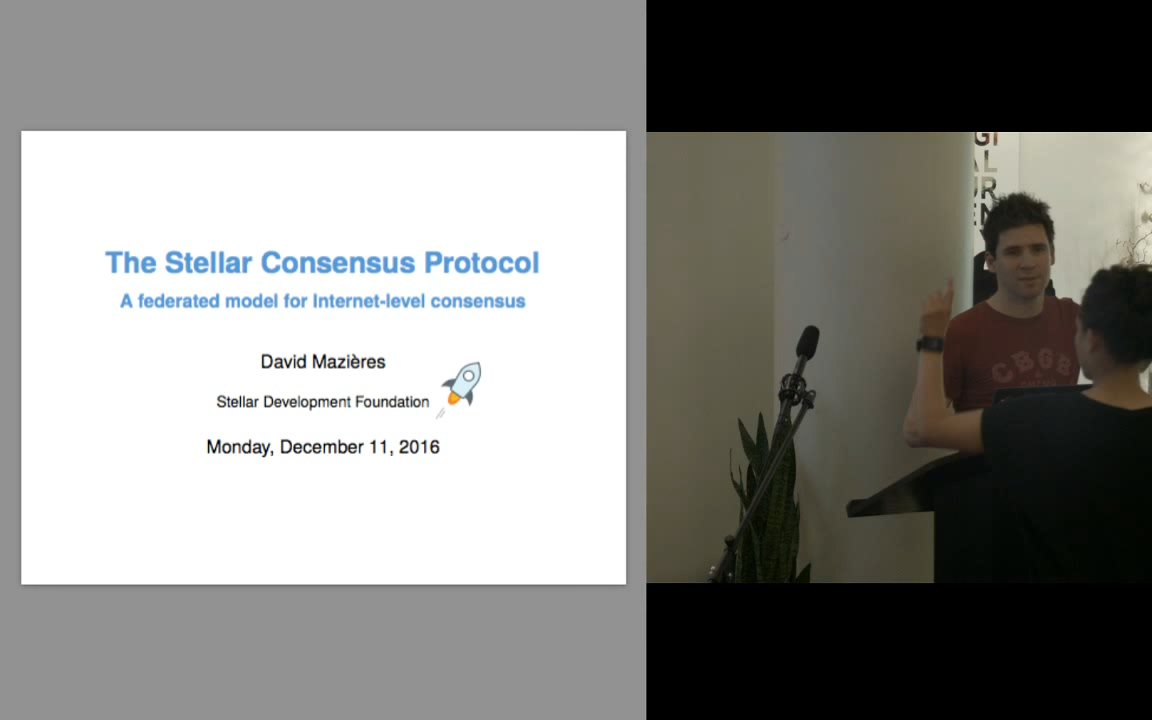 The Stellar Consensus Protocol
A federated model for Internet-level consensus
David Mazières
Stellar Development Foundation
Monday, December 11, 2016
CBGB